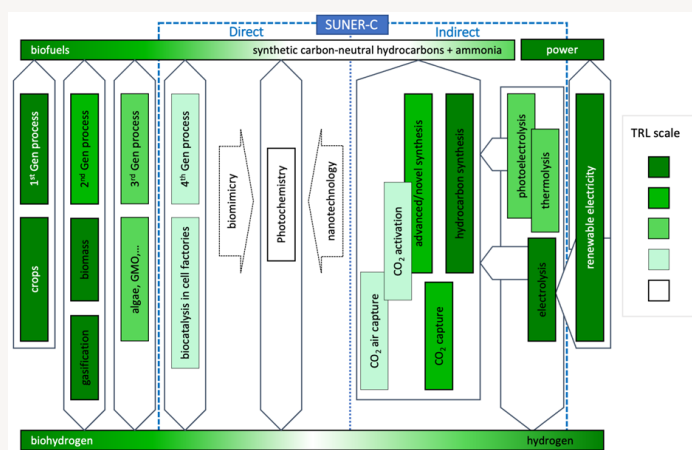 SUNER-C
Direct
Indirect
biofuels
synthetic carbon-neutral hydrocarbons + ammonia
power
1st Gen process
crops
2nd Gen process
biomass
gasification
3rd Gen process
algae, GMO,...
4th Gen process
biocatalysis in cell factories
biomimicry
Photochemistry
nanotechnology
CO2 air capture
CO2 activation
advanced/novel synthesis
CO2 capture
hydrocarbon synthesis
photoelectrolysis
thermolysis
electrolysis
renewable electricity
TRL scale
biohydrogen
hydrogen